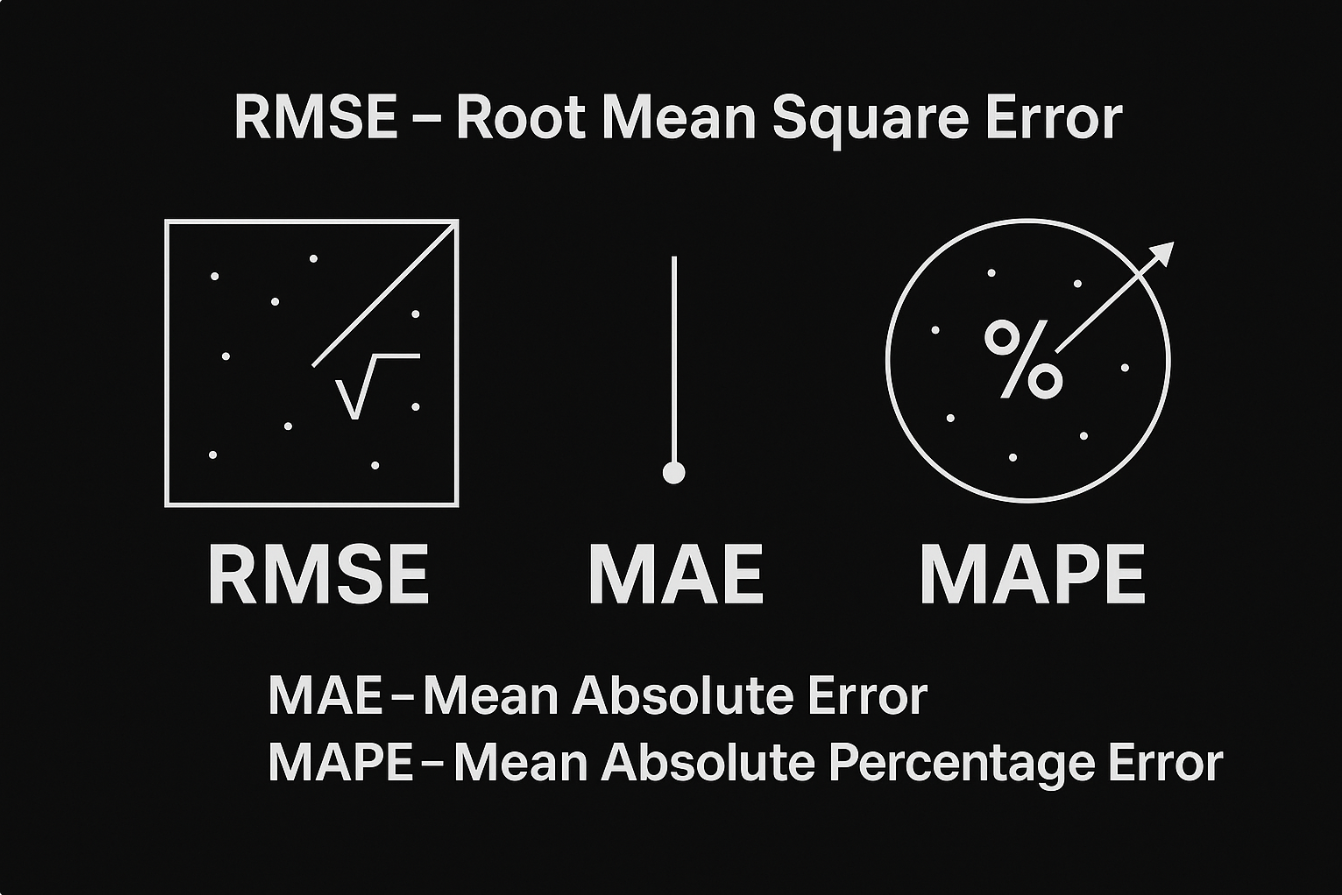 RMSE – Root Mean Square Error
√
%
RMSE MAE MAPE
MAE – Mean Absolute Error
MAPE – Mean Absolute Percentage Error